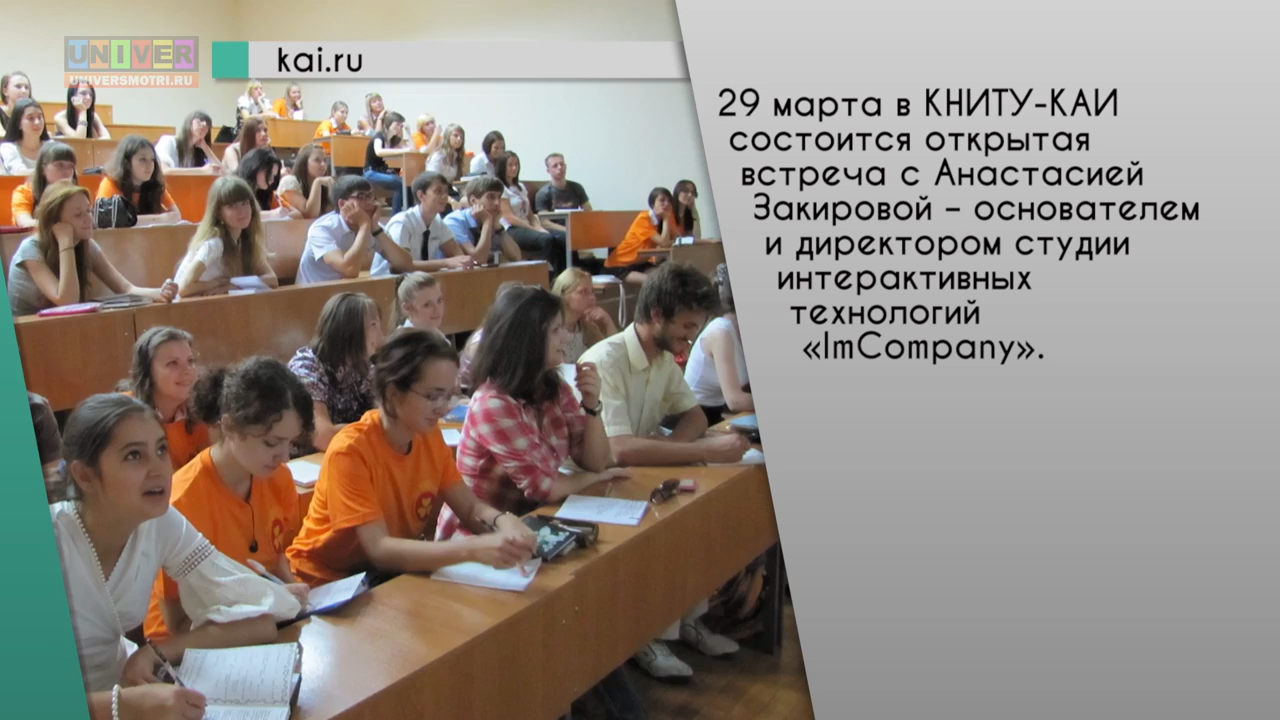 UNIVER
UNIVERSMOTRI.RU
kai.ru
29 марта в КНИТУ-КАИ
состоится открытая
встреча с Анастасией
Закировой – основателем
и директором студии
интерактивных
технологий
«ImCompany».